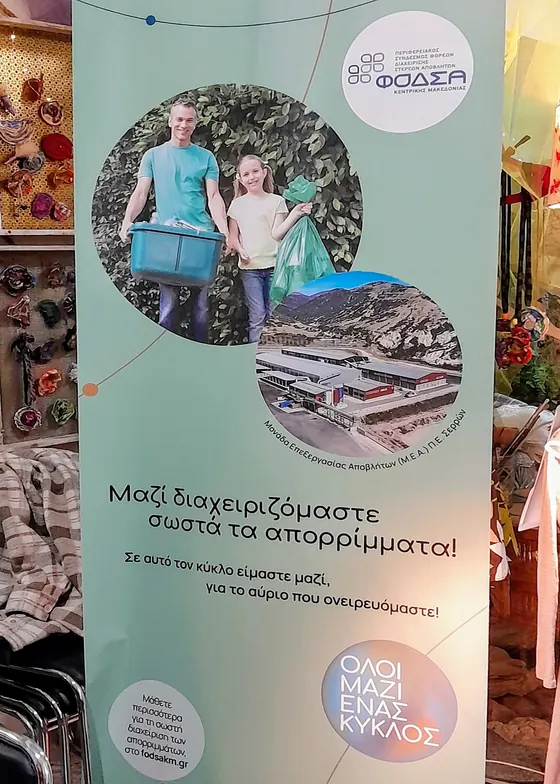 ΠΕΡΙΦΕΡΕΙΑΚΟΣ
ΣΥΝΔΕΣΜΟΣ ΦΟΡΕΩΝ
ΔΙΑΧΕΙΡΙΣΗΣ
ΣΤΕΡΕΩΝ ΑΠΟΒΛΗΤΩΝ
ΦΟΔΣΑ
ΚΕΝΤΡΙΚΗΣ ΜΑΚΕΔΟΝΙΑΣ
Μονάδα Επεξεργασίας Αποβλήτων (Μ.Ε.Α.) Π.Ε. Σερρών
Μαζί διαχειριζόμαστε
σωστά τα απορρίμματα!
Σε αυτό τον κύκλο είμαστε μαζί,
για το αύριο που ονειρευόμαστε!
ΟΛΟΙ
ΜΑΖΙ
ΕΝΑΣ
ΚΥΚΛΟΣ
Μάθετε
περισσότερα
για τη σωστή
διαχείριση των
απορριμμάτων,
στο fodsakm.gr